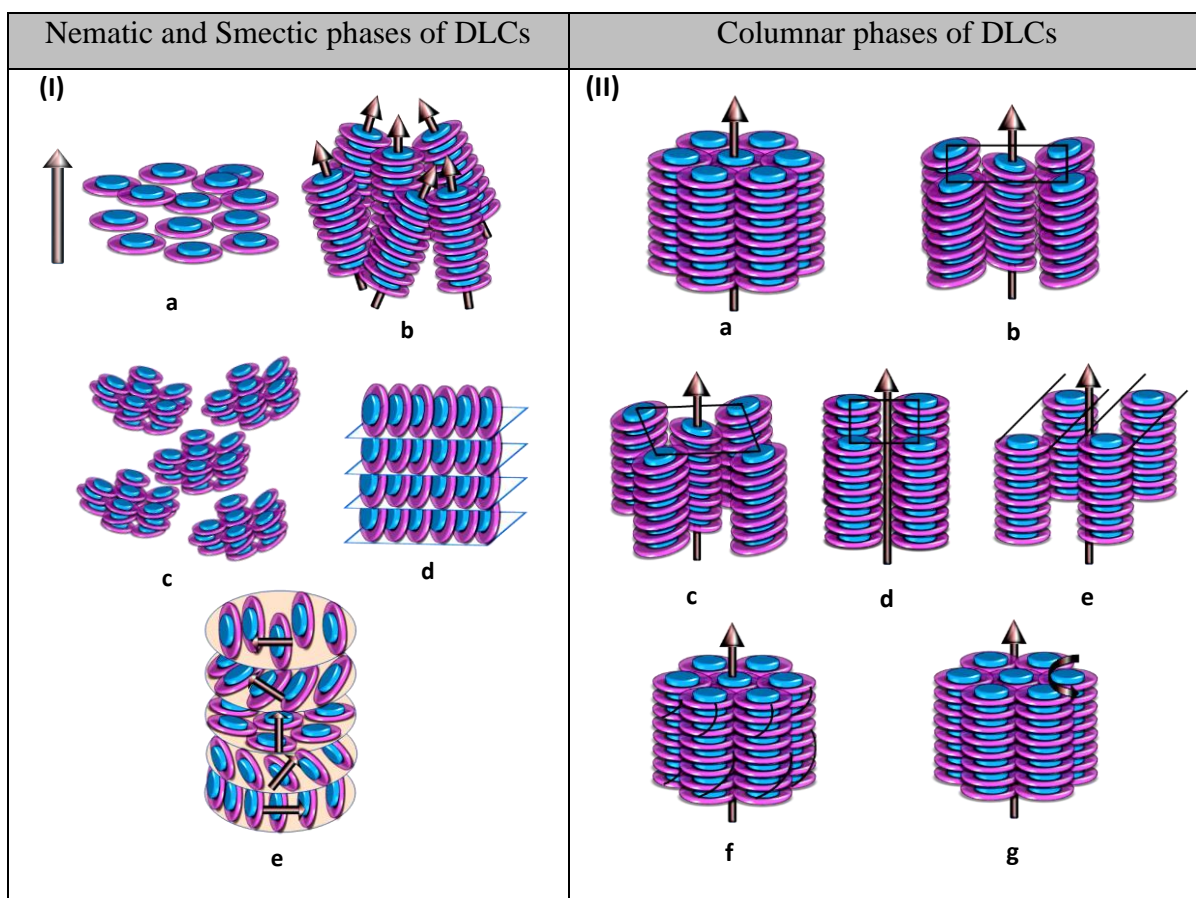 Nematic and Smectic phases of DLCs
Columnar phases of DLCs
(I)
a
b
c
d
e
(II)
a
b
c
d
e
f
g